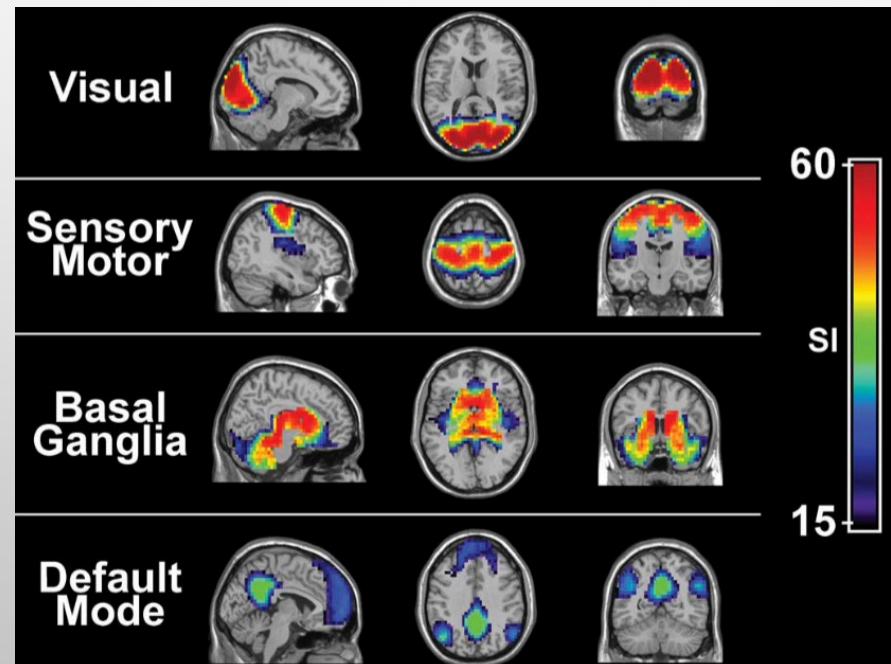 Visual
60
Sensory
Motor
SI
Basal
Ganglia
15
Default
Mode